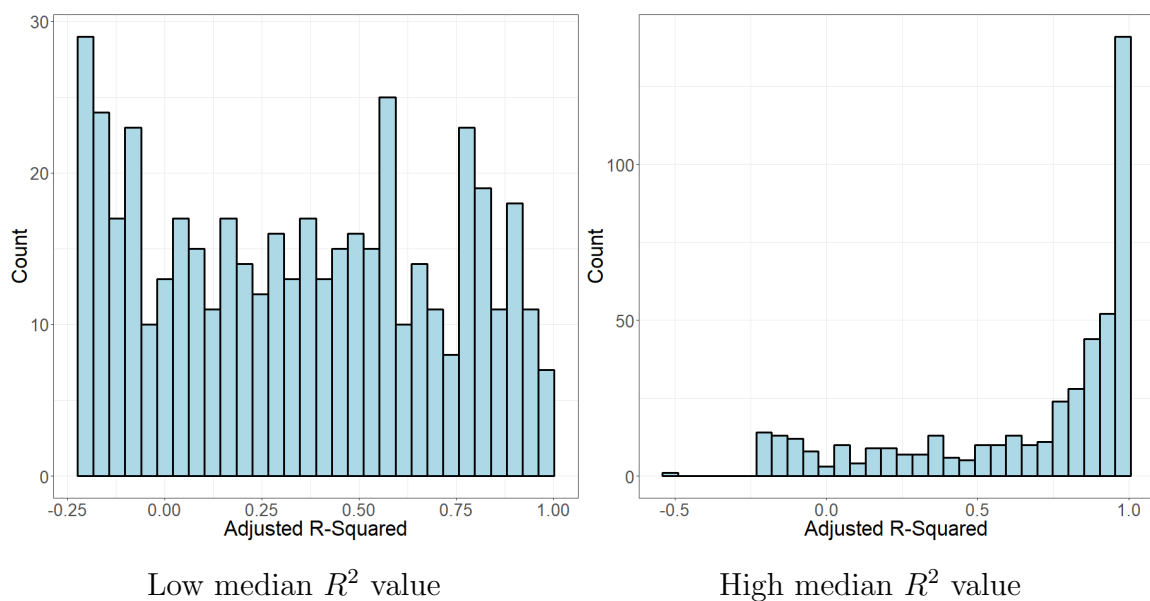 30
20
10
0
Count
-0.25 0.00 0.25 0.50 0.75 1.00
Adjusted R-Squared
Low median R² value
100
50
0
Count
-0.5 0.0 0.5 1.0
Adjusted R-Squared
High median R² value